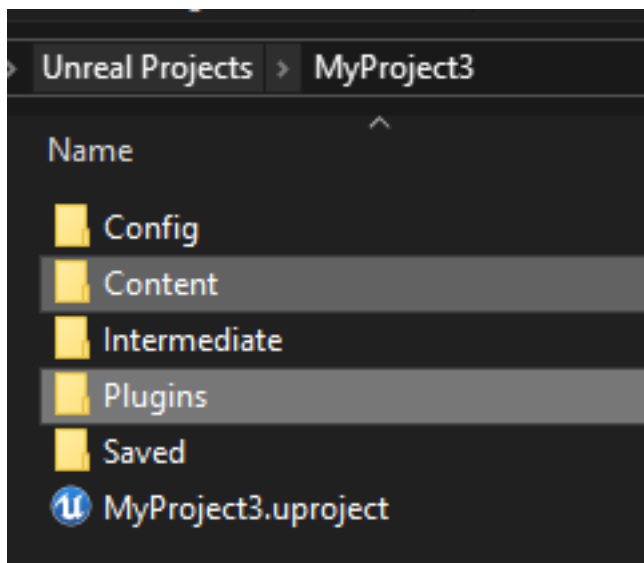 Unreal Projects > MyProject3
Name
Config
Content
Intermediate
Plugins
Saved
MyProject3.uproject